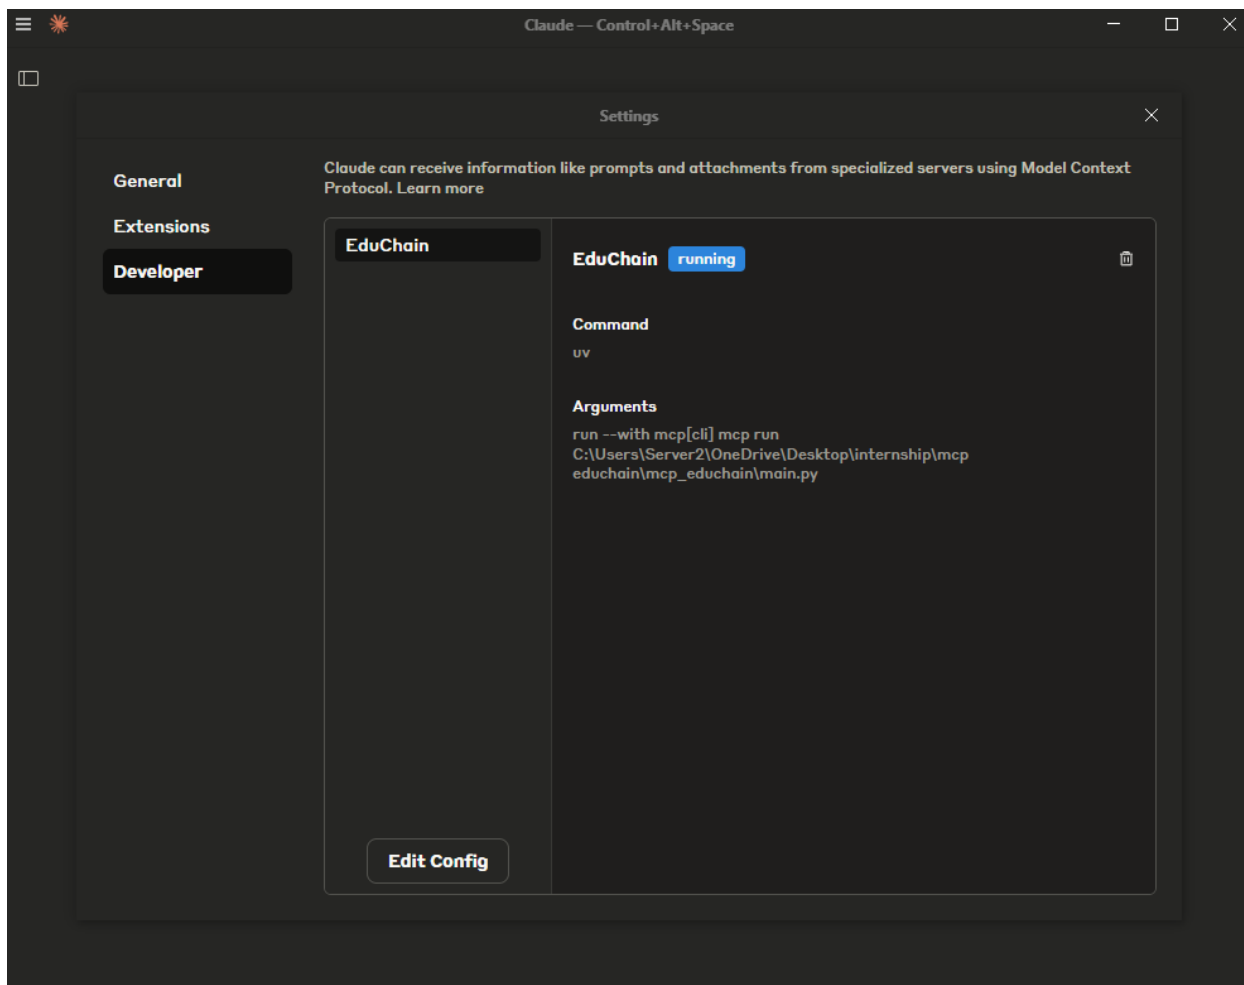 Claude — Control+Alt+Space
Settings
General
Extensions
Developer
Claude can receive information like prompts and attachments from specialized servers using Model Context
Protocol. Learn more
EduChain
Edit Config
EduChain running
Command
uv
Arguments
run --with mcp[cli] mcp run
C:\Users\Server2\OneDrive\Desktop\internship\mcp
educhain\mcp_educhain\main.py